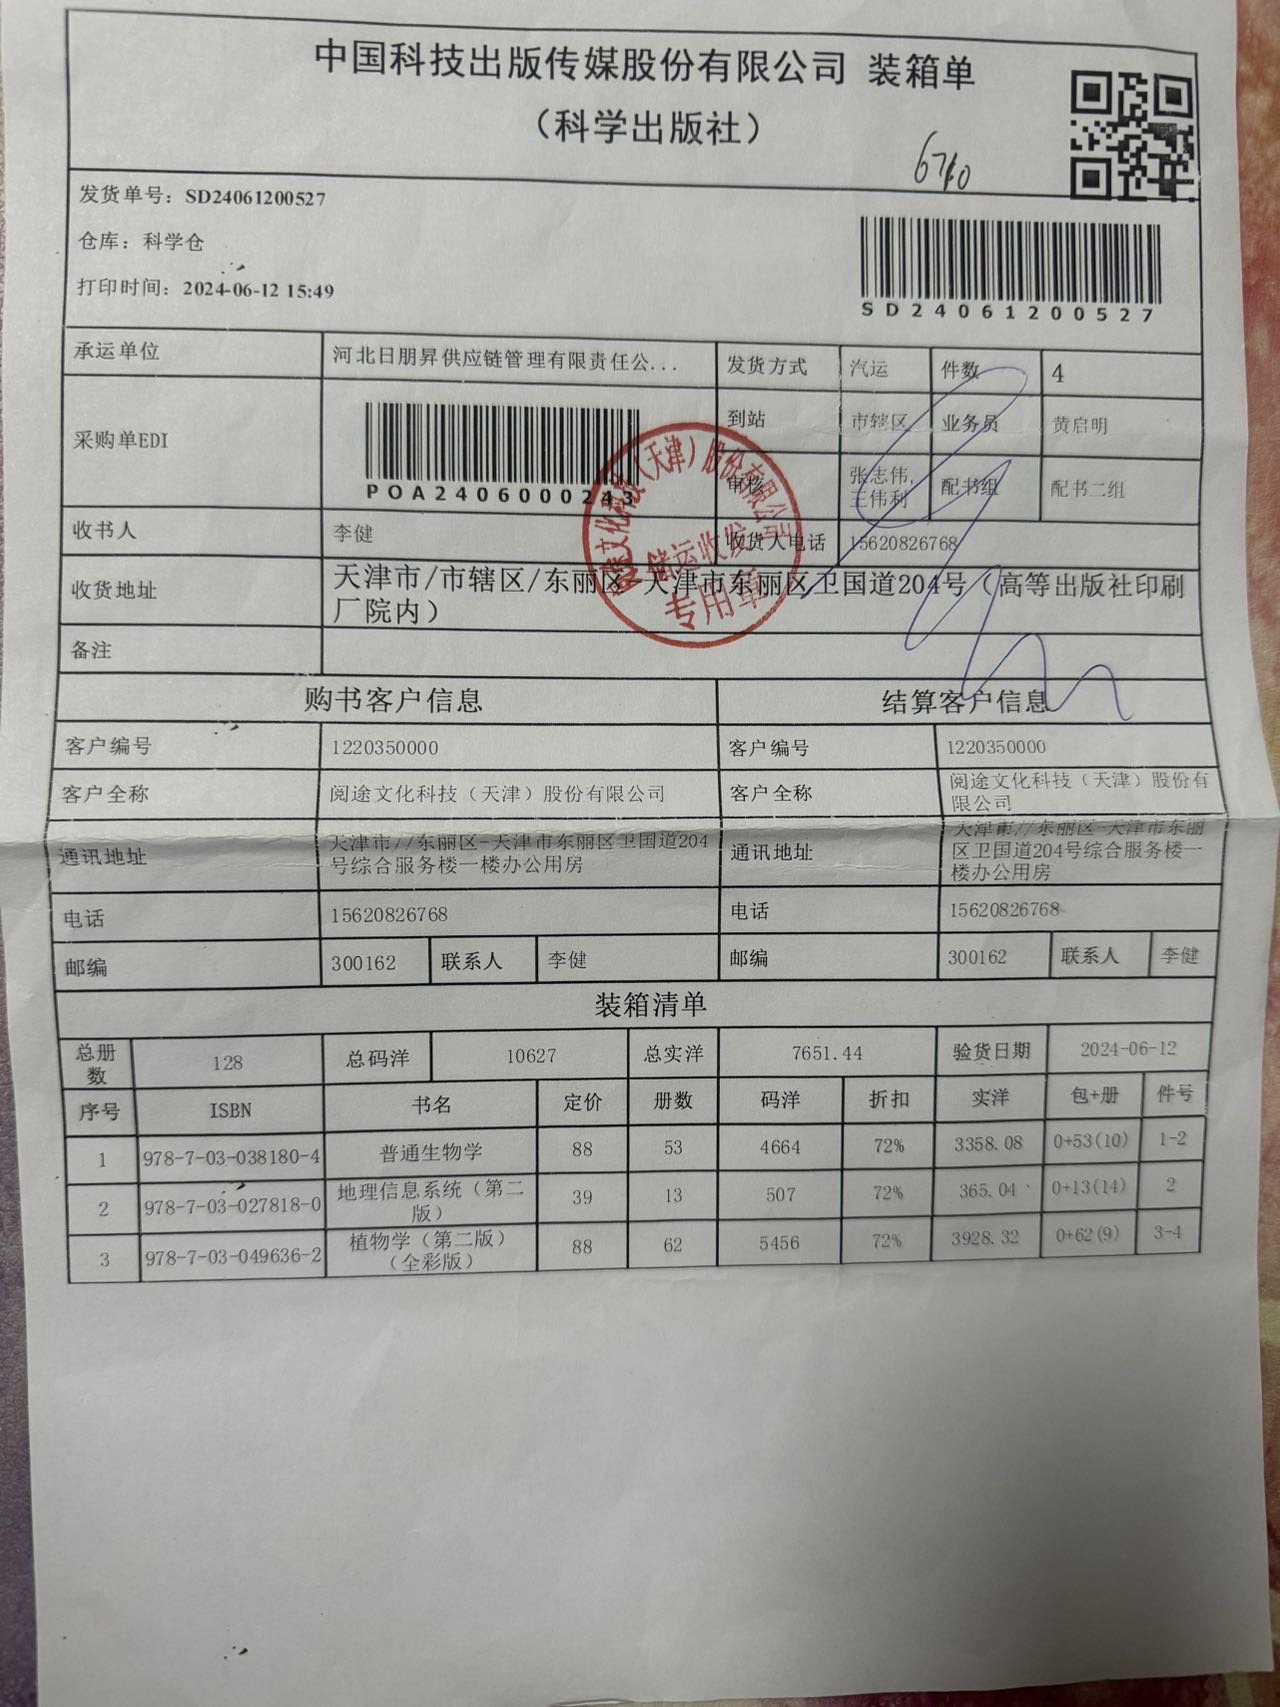 中国科技出版传媒股份有限公司 装箱单
（科学出版社）
6710
发货单号：SD24061200527
仓库：科学仓
打印时间：2024-06-12 15:49
SD24061200527
承运单位 河北日朋昇供应链管理有限责任公... 发货方式 汽运 件数 4
采购单EDI POA2406000243 到站 市辖区 业务员 黄启明
审核 张志伟,王伟利 配书组 配书二组
收书人 李健 收货人电话 15620826768
收货地址 天津市/市辖区/东丽区-天津市东丽区卫国道204号（高等出版社印刷
厂院内）
文化科技（天津）股份有限公司
储运收发
专用章
备注
购书客户信息 结算客户信息
客户编号 1220350000 客户编号 1220350000
客户全称 阅途文化科技（天津）股份有限公司 客户全称 阅途文化科技（天津）股份有
限公司
通讯地址 天津市//东丽区-天津市东丽区卫国道204
号综合服务楼一楼办公用房
通讯地址 天津市//东丽区-天津市东丽
区卫国道204号综合服务楼一
楼办公用房
电话 15620826768 电话 15620826768
邮编 300162 联系人 李健 邮编 300162 联系人 李健
装箱清单
总册数 128 总码洋 10627 总实洋 7651.44 验货日期 2024-06-12
序号 ISBN 书名 定价 册数 码洋 折扣 实洋 包+册 件号
1 978-7-03-038180-4 普通生物学 88 53 4664 72% 3358.08 0+53(10) 1-2
2 978-7-03-027818-0 地理信息系统（第二版） 39 13 507 72% 365.04 0+13(14) 2
3 978-7-03-049636-2 植物学（第二版）（全彩版） 88 62 5456 72% 3928.32 0+62(9) 3-4